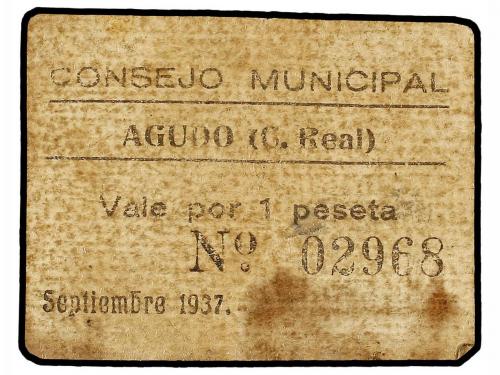 CONSEJO MUNICIPAL
AGUDO (C. Real)
Vale por 1 peseta
Nº 02968
Septiembre 1937.